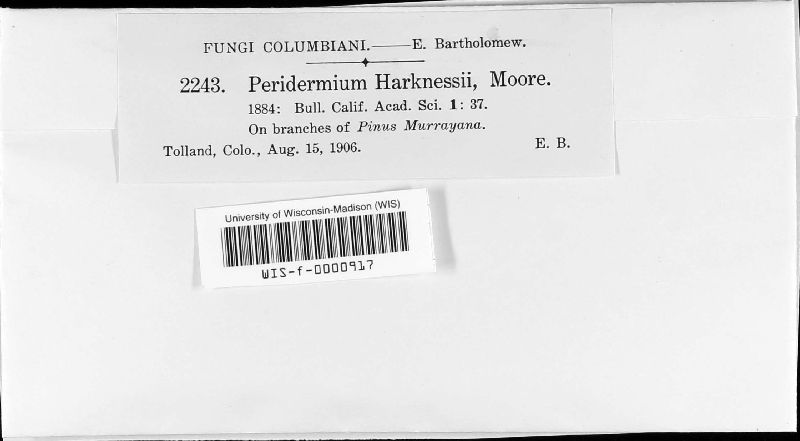 FUNGI COLUMBIANI.——E. Bartholomew.
2243. Peridermium Harknessii, Moore.
1884: Bull. Calif. Acad. Sci. 1: 37.
On branches of Pinus Murrayana.
Tolland, Colo., Aug. 15, 1906. E. B.
University of Wisconsin-Madison (WIS)
WIS-f-0000917